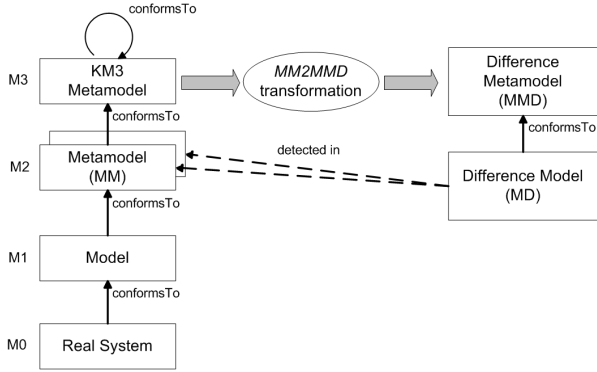 conformsTo
M3
KM3
Metamodel
MM2MMD
transformation
Difference
Metamodel
(MMD)
conformsTo
conformsTo
M2
Metamodel
(MM)
detected in
Difference Model
(MD)
conformsTo
M1
Model
conformsTo
M0
Real System